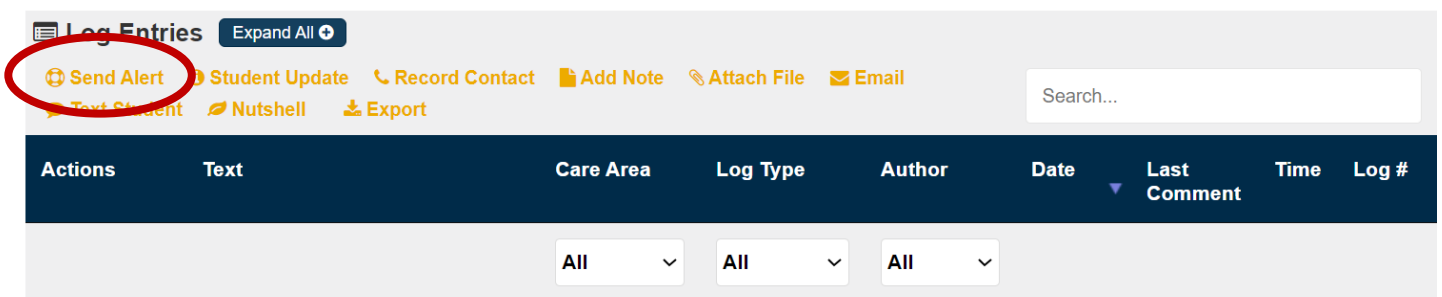 Log Entries Expand All
Send Alert Student Update Record Contact Add Note Attach File Email
Text Student Nutshell Export
Search...
Actions Text Care Area Log Type Author Date Last Comment Time Log #
All All All